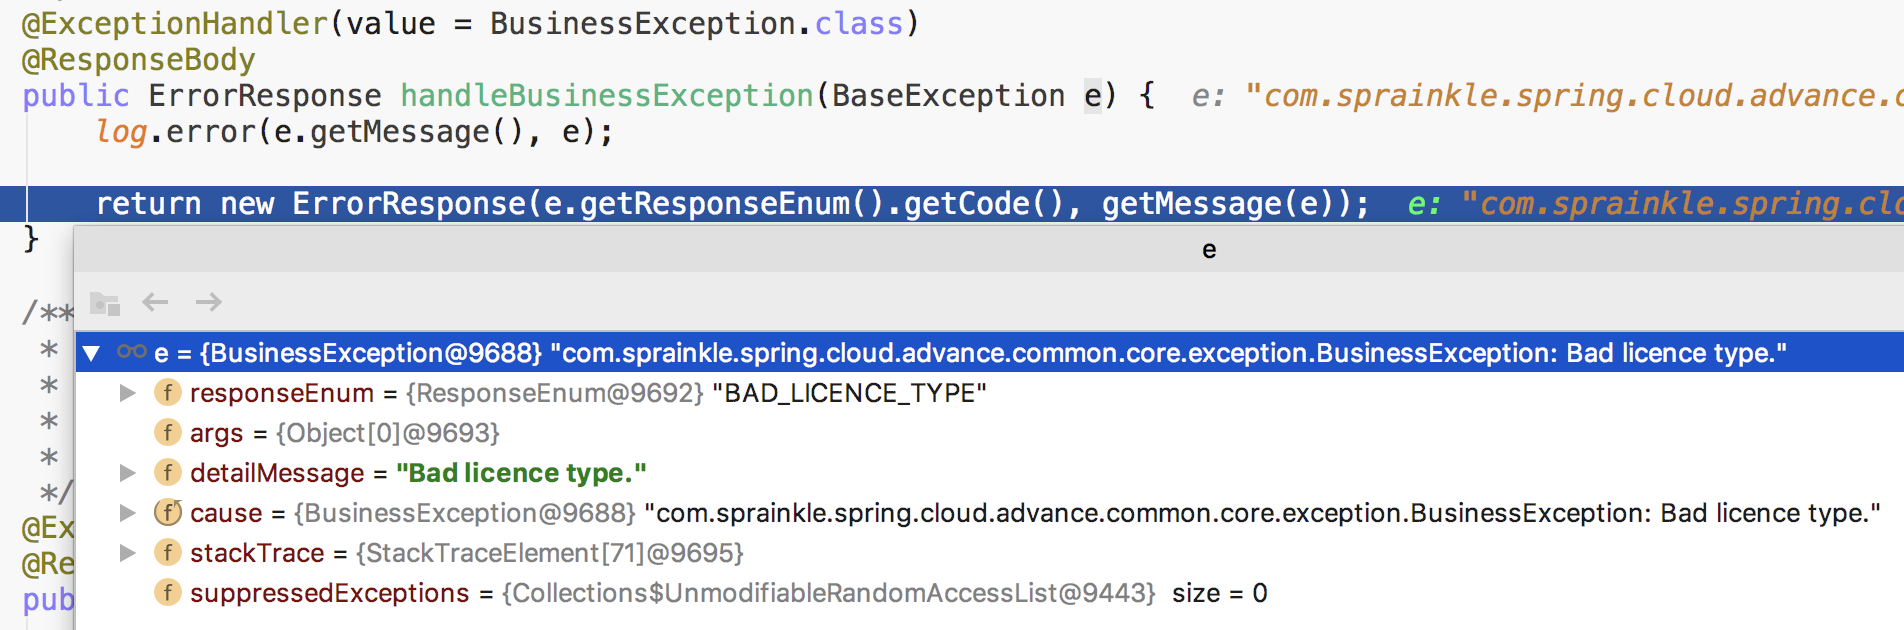 @ExceptionHandler(value = BusinessException.class)
@ResponseBody
public ErrorResponse handleBusinessException(BaseException e) {  e: "com.sprainkle.spring.cloud.advance.c
    log.error(e.getMessage(), e);
    return new ErrorResponse(e.getResponseEnum().getCode(), getMessage(e));  e: "com.sprainkle.spring.clo
}
e
/**
 *
 *
 *
 *
 */
e = {BusinessException@9688} "com.sprainkle.spring.cloud.advance.common.core.exception.BusinessException: Bad licence type."
f responseEnum = {ResponseEnum@9692} "BAD_LICENCE_TYPE"
f args = {Object[0]@9693}
f detailMessage = "Bad licence type."
f cause = {BusinessException@9688} "com.sprainkle.spring.cloud.advance.common.core.exception.BusinessException: Bad licence type."
f stackTrace = {StackTraceElement[71]@9695}
f suppressedExceptions = {Collections$UnmodifiableRandomAccessList@9443} size = 0
@Ex
@Re
pub